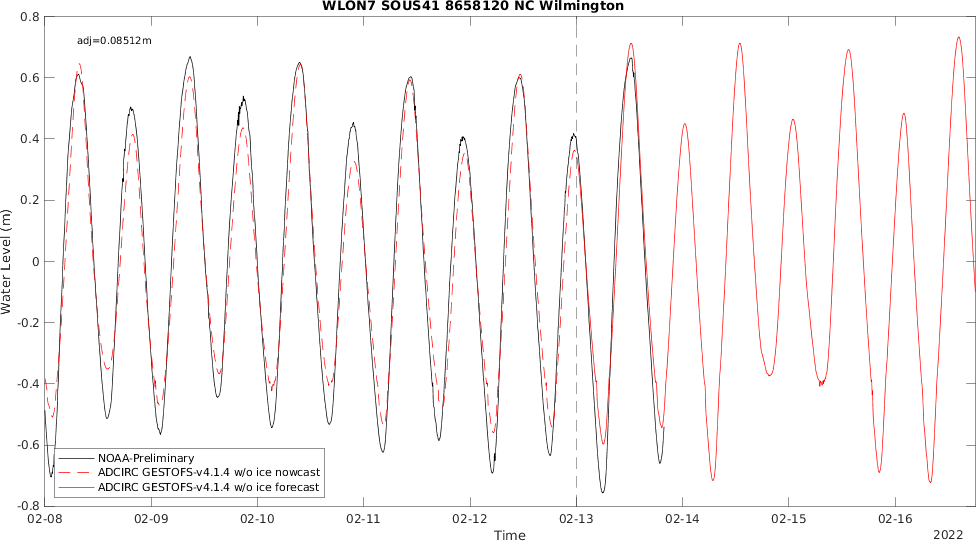 WLON7 SOUS41 8658120 NC Wilmington
adj=0.08512m
0.8
0.6
0.4
0.2
0
-0.2
-0.4
-0.6
-0.8
Water Level (m)
NOAA-Preliminary
ADCIRC GESTOFS-v4.1.4 w/o ice nowcast
ADCIRC GESTOFS-v4.1.4 w/o ice forecast
02-08 02-09 02-10 02-11 02-12 02-13 02-14 02-15 02-16
Time
2022